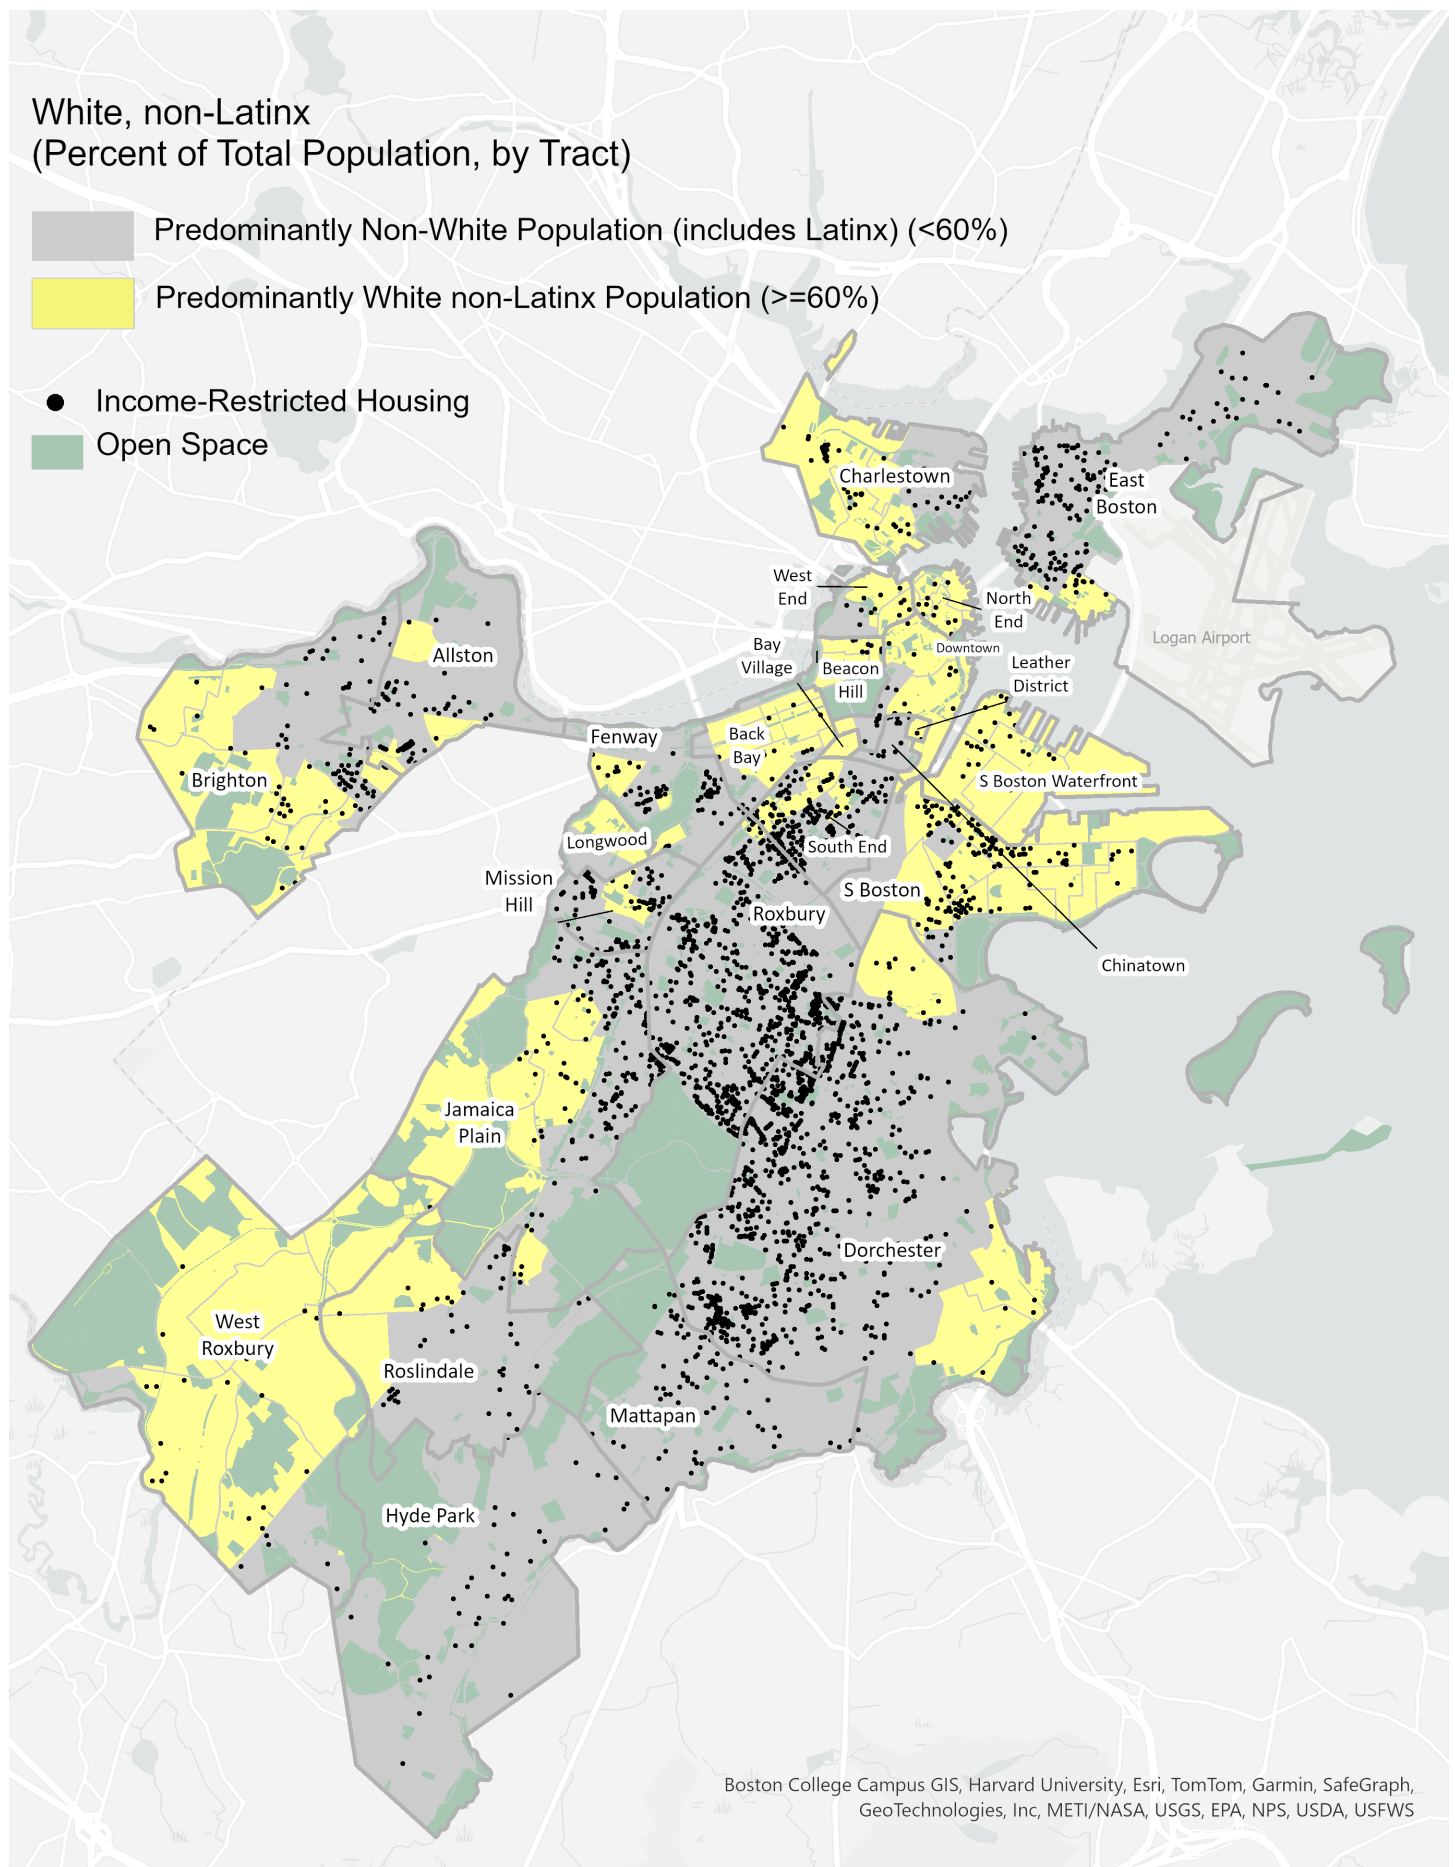 White, non-Latinx
(Percent of Total Population, by Tract)
Predominantly Non-White Population (includes Latinx) (<60%)
Predominantly White non-Latinx Population (>=60%)
Income-Restricted Housing
Open Space
Charlestown
East
Boston
West
End
North
End
Logan Airport
Bay
Village
Downtown
Beacon
Hill
Leather
District
Allston
Fenway
Back
Bay
Brighton
S Boston Waterfront
Longwood
South End
Mission
Hill
S Boston
Roxbury
Chinatown
Jamaica
Plain
Dorchester
West
Roxbury
Roslindale
Mattapan
Hyde Park
Boston College Campus GIS, Harvard University, Esri, TomTom, Garmin, SafeGraph,
GeoTechnologies, Inc, METI/NASA, USGS, EPA, NPS, USDA, USFWS